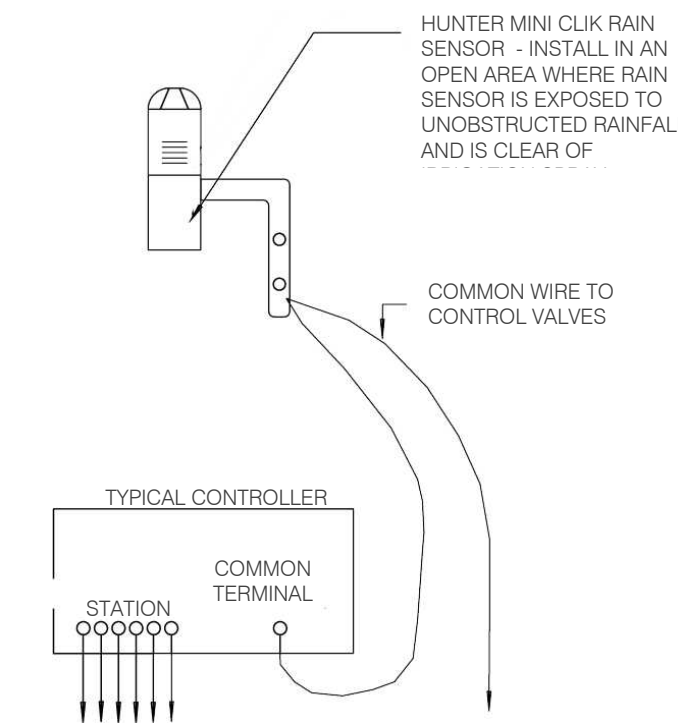 HUNTER MINI CLIK RAIN
SENSOR - INSTALL IN AN
OPEN AREA WHERE RAIN
SENSOR IS EXPOSED TO
UNOBSTRUCTED RAINFAL
AND IS CLEAR OF
COMMON WIRE TO
CONTROL VALVES
TYPICAL CONTROLLER
COMMON
TERMINAL
STATION